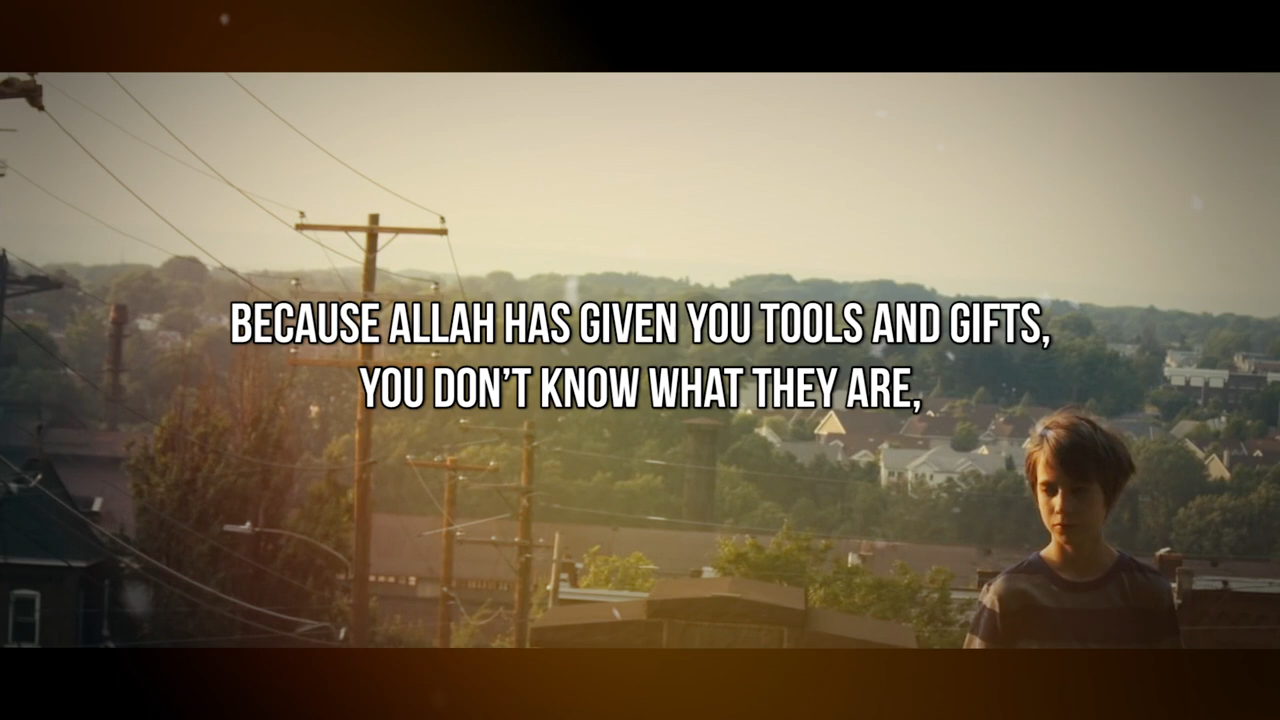 BECAUSE ALLAH HAS GIVEN YOU TOOLS AND GIFTS,
YOU DON’T KNOW WHAT THEY ARE,